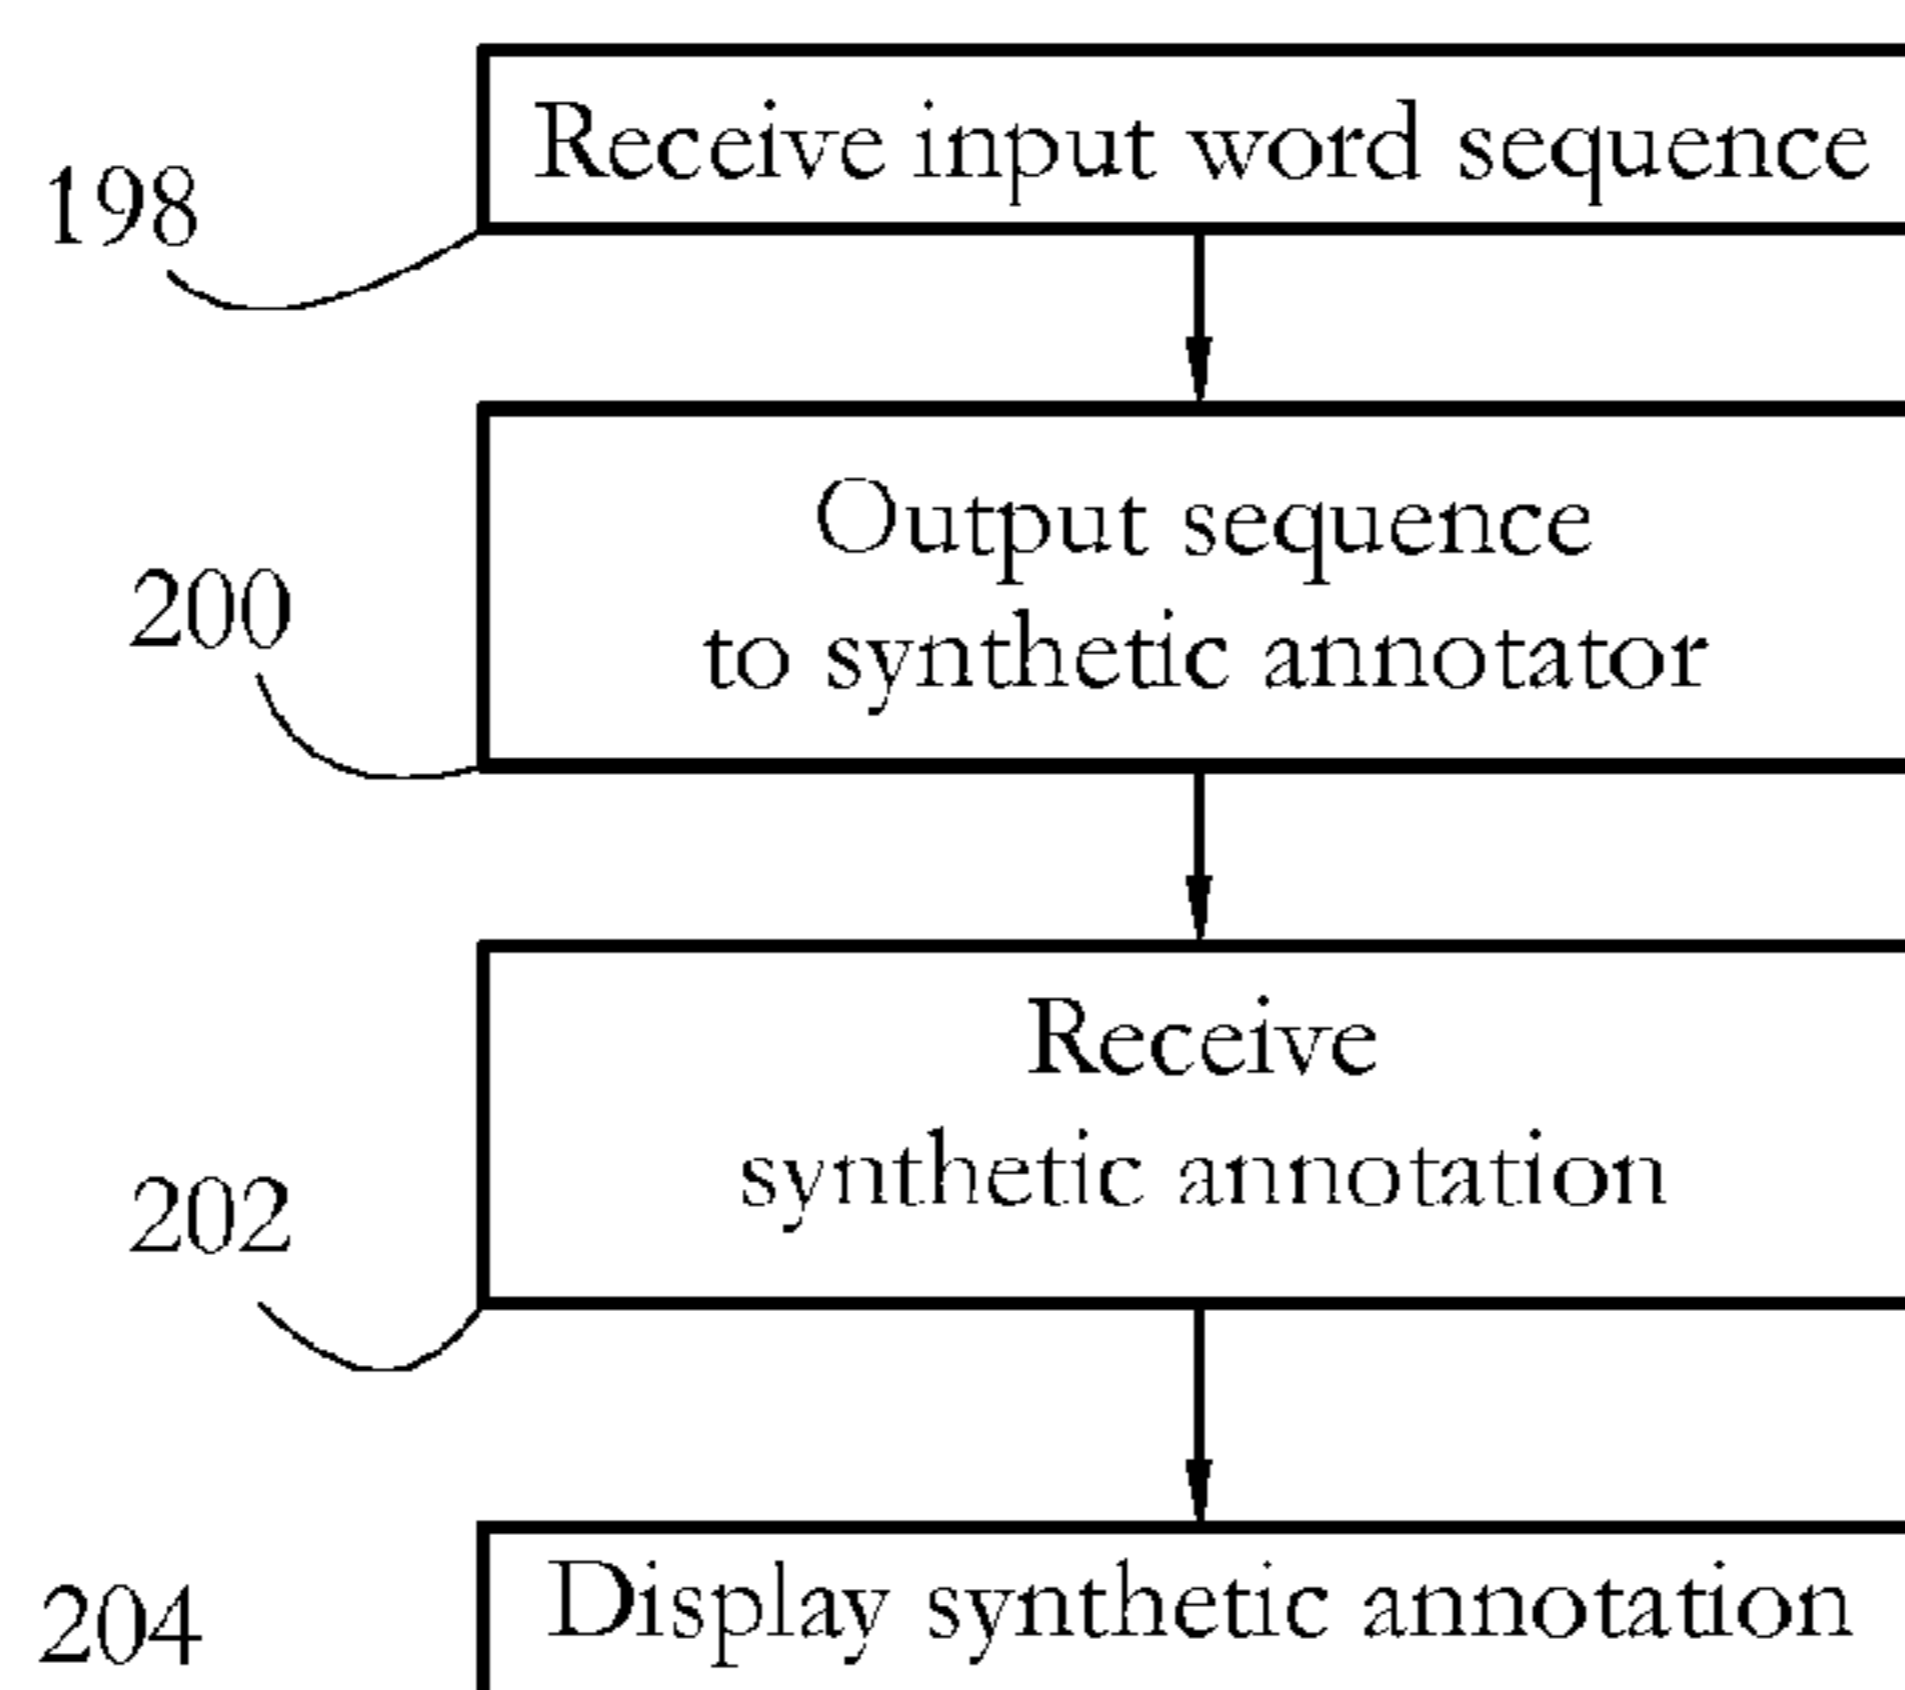 Receive input word sequence
198
Output sequence
to synthetic annotator
200
Receive
synthetic annotation
202
Display synthetic annotation
204